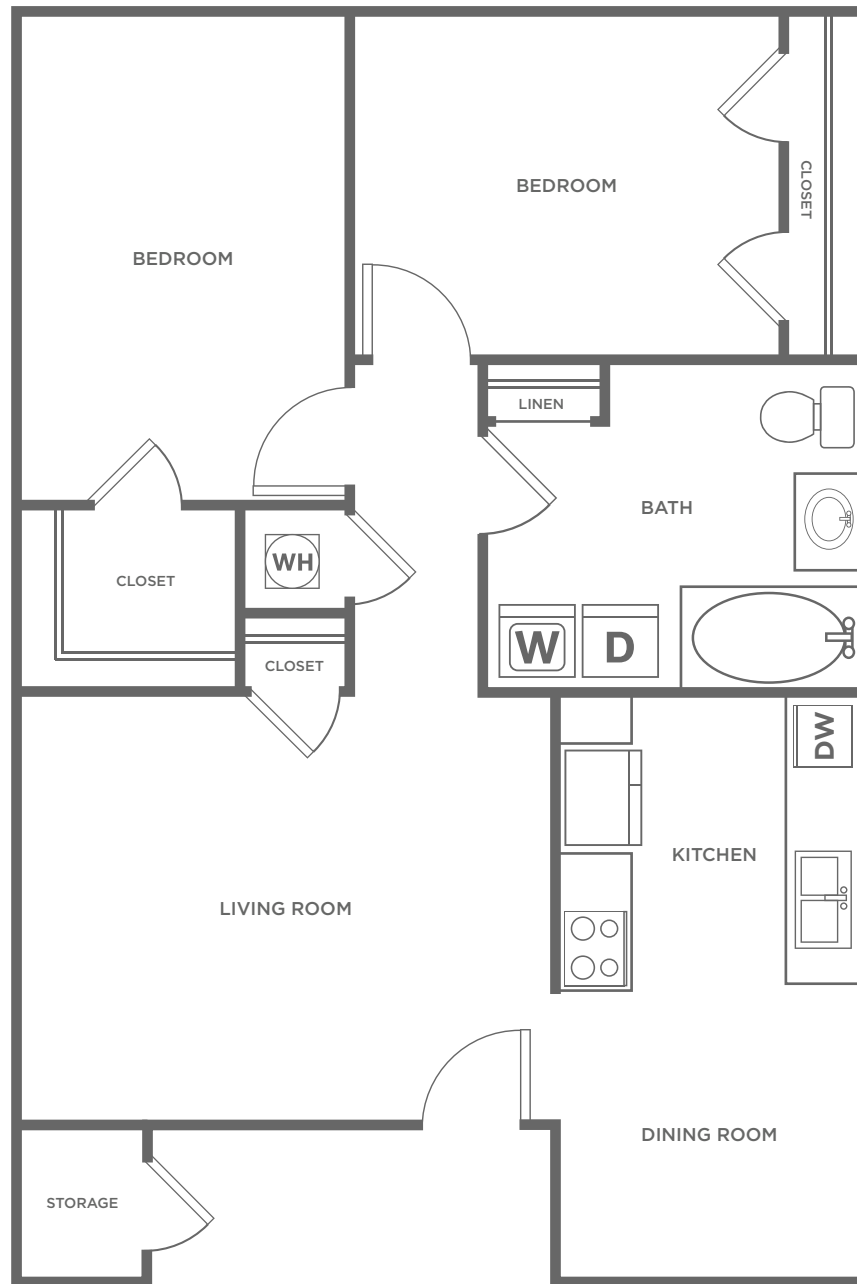 BEDROOM
CLOSET
BEDROOM
LINEN
BATH
WH
CLOSET
W
D
CLOSET
DW
KITCHEN
LIVING ROOM
DINING ROOM
STORAGE